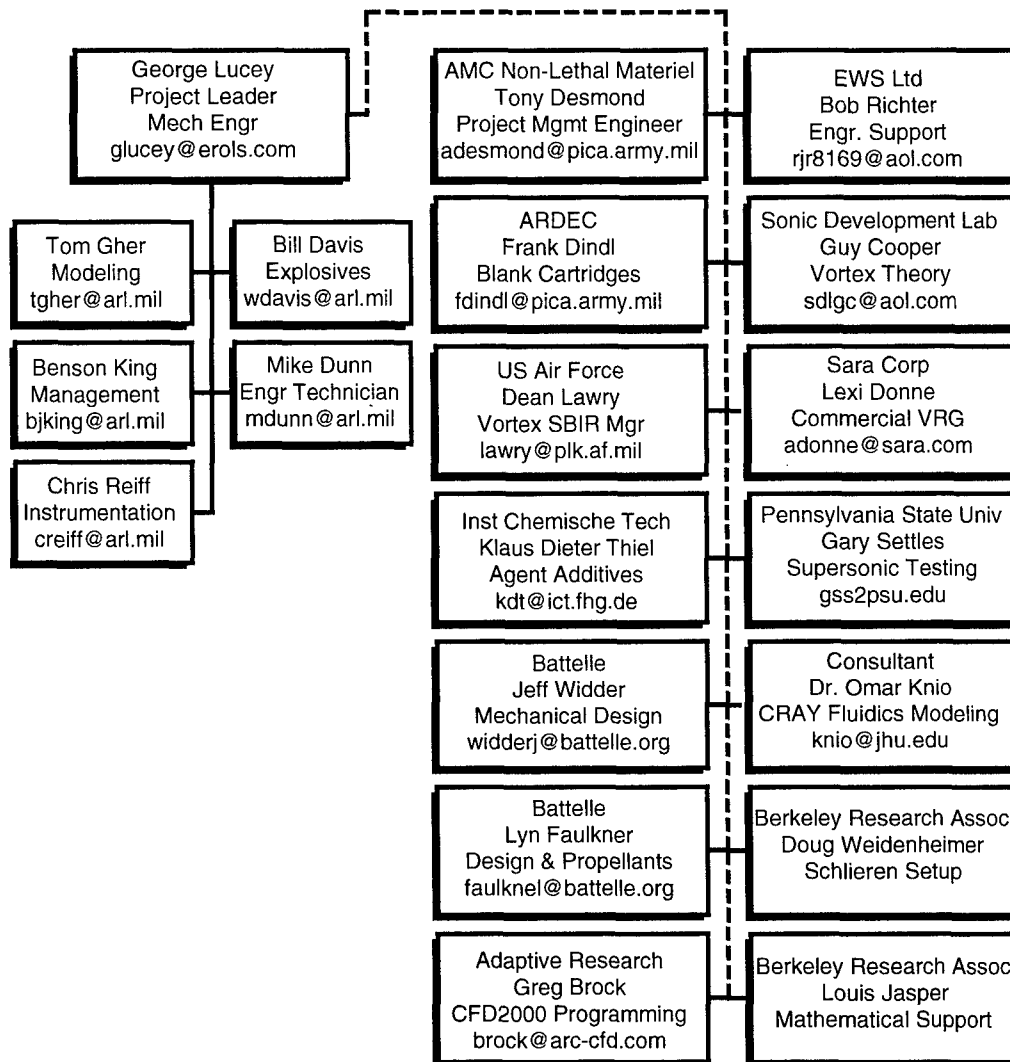 George Lucey
Project Leader
Mech Engr
glucey@erols.com
Tom Gher
Modeling
tgher@arl.mil
Bill Davis
Explosives
wdavis@arl.mil
Benson King
Management
bjking@arl.mil
Mike Dunn
Engr Technician
mdunn@arl.mil
Chris Reiff
Instrumentation
creiff@arl.mil
AMC Non-Lethal Materiel
Tony Desmond
Project Mgmt Engineer
adesmond@pica.army.mil
EWS Ltd
Bob Richter
Engr. Support
rjr8169@aol.com
ARDEC
Frank Dindl
Blank Cartridges
fdindl@pica.army.mil
Sonic Development Lab
Guy Cooper
Vortex Theory
sdlgc@aol.com
US Air Force
Dean Lawry
Vortex SBIR Mgr
lawry@plk.af.mil
Sara Corp
Lexi Donne
Commercial VRG
adonne@sara.com
Inst Chemische Tech
Klaus Dieter Thiel
Agent Additives
kdt@ict.fhg.de
Pennsylvania State Univ
Gary Settles
Supersonic Testing
gss2psu.edu
Battelle
Jeff Widder
Mechanical Design
widderj@battelle.org
Consultant
Dr. Omar Knio
CRAY Fluidics Modeling
knio@jhu.edu
Battelle
Lyn Faulkner
Design & Propellants
faulknel@battelle.org
Berkeley Research Assoc
Doug Weidenheimer
Schlieren Setup
Adaptive Research
Greg Brock
CFD2000 Programming
brock@arc-cfd.com
Berkeley Research Assoc
Louis Jasper
Mathematical Support